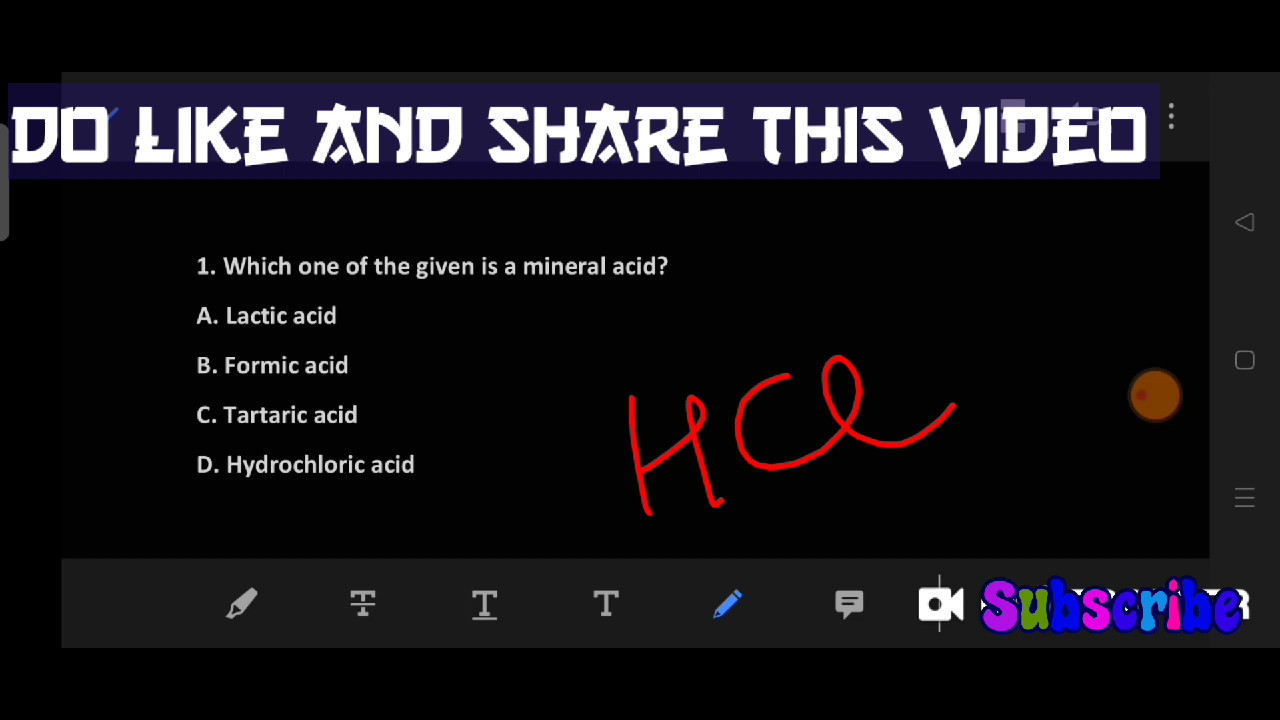 DO LIKE AND SHARE THIS VIDEO
1. Which one of the given is a mineral acid?
A. Lactic acid
B. Formic acid
C. Tartaric acid
D. Hydrochloric acid
HCl
T T T
Subscribe